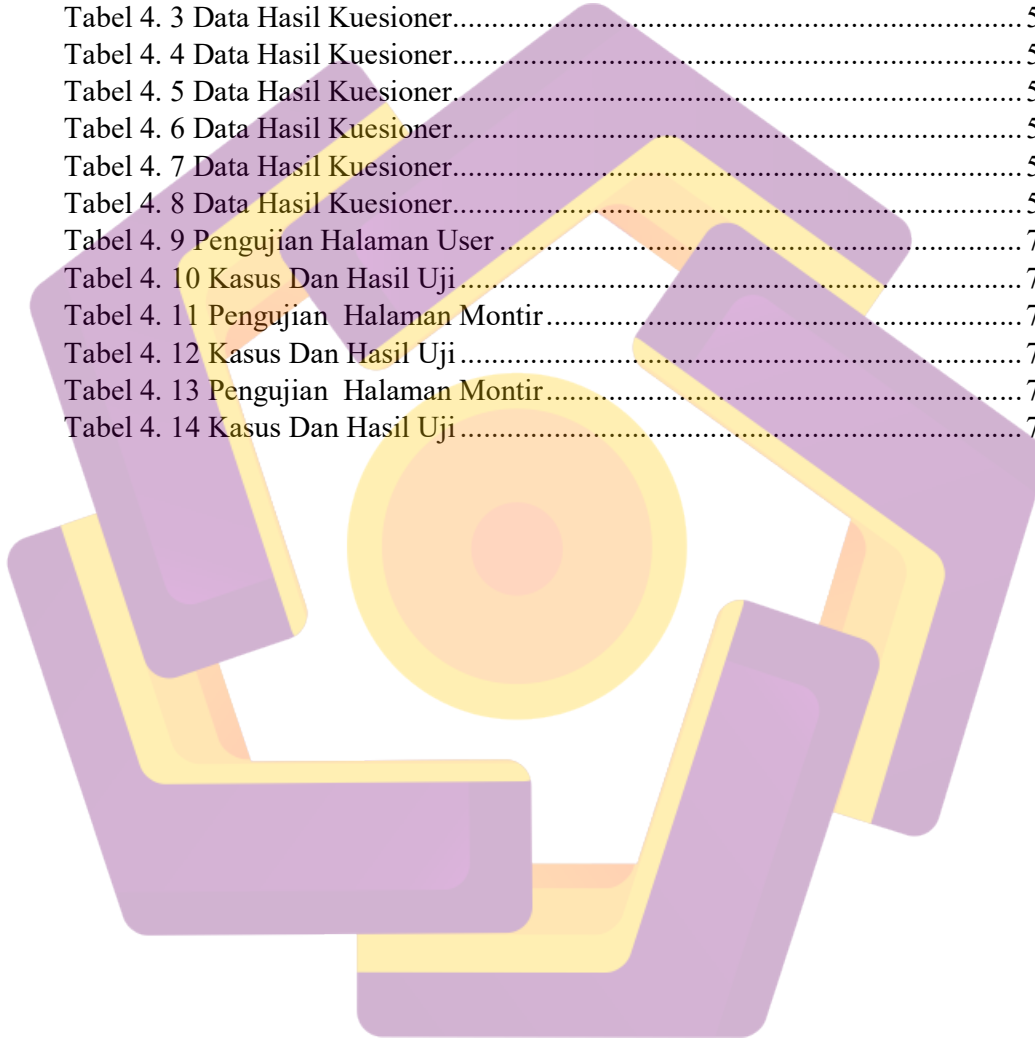 Tabel 4. 3 Data Hasil Kuesioner.......................................................................... 5
Tabel 4. 4 Data Hasil Kuesioner.......................................................................... 5
Tabel 4. 5 Data Hasil Kuesioner.......................................................................... 5
Tabel 4. 6 Data Hasil Kuesioner.......................................................................... 5
Tabel 4. 7 Data Hasil Kuesioner.......................................................................... 5
Tabel 4. 8 Data Hasil Kuesioner.......................................................................... 5
Tabel 4. 9 Pengujian Halaman User .................................................................... 7
Tabel 4. 10 Kasus Dan Hasil Uji ......................................................................... 7
Tabel 4. 11 Pengujian  Halaman Montir .............................................................. 7
Tabel 4. 12 Kasus Dan Hasil Uji ......................................................................... 7
Tabel 4. 13 Pengujian  Halaman Montir .............................................................. 7
Tabel 4. 14 Kasus Dan Hasil Uji ......................................................................... 7